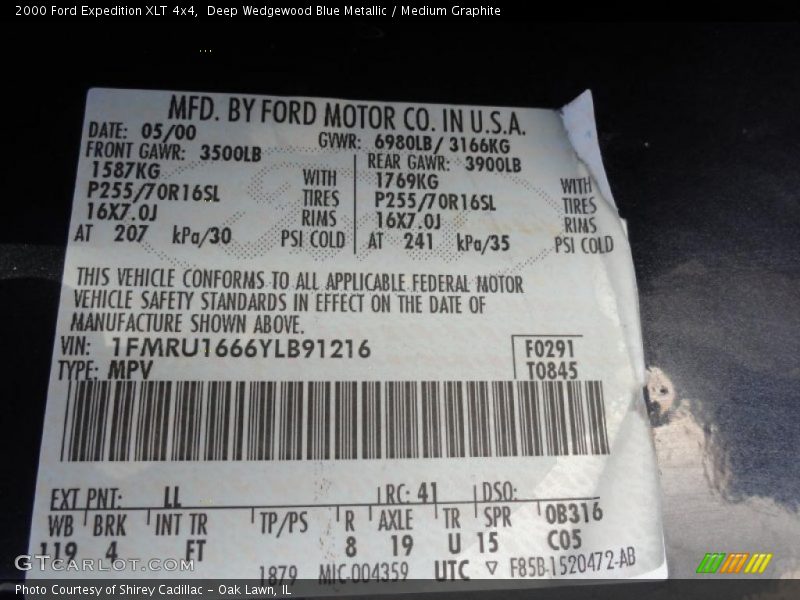 2000 Ford Expedition XLT 4x4, Deep Wedgewood Blue Metallic / Medium Graphite
MFD. BY FORD MOTOR CO. IN U.S.A.
DATE: 05/00 GVWR: 6980LB/ 3166KG
FRONT GAWR: 3500LB REAR GAWR: 3900LB
1587KG WITH 1769KG WITH
P255/70R16SL TIRES P255/70R16SL TIRES
16X7.0J RIMS 16X7.0J RIMS
AT 207 kPa/30 PSI COLD AT 241 kPa/35 PSI COLD
THIS VEHICLE CONFORMS TO ALL APPLICABLE FEDERAL MOTOR
VEHICLE SAFETY STANDARDS IN EFFECT ON THE DATE OF
MANUFACTURE SHOWN ABOVE.
VIN: 1FMRU1666YLB91216 F0291
TYPE: MPV T0845
EXT PNT: LL RC: 41 DSO:
WB BRK INT TR TP/PS R AXLE TR SPR 0B316
119 4 FT 8 19 U 15 C05
GTCARLOT.COM
1879 MIC-004359 UTC ▽ F85B-1520472-AB
Photo Courtesy of Shirey Cadillac - Oak Lawn, IL